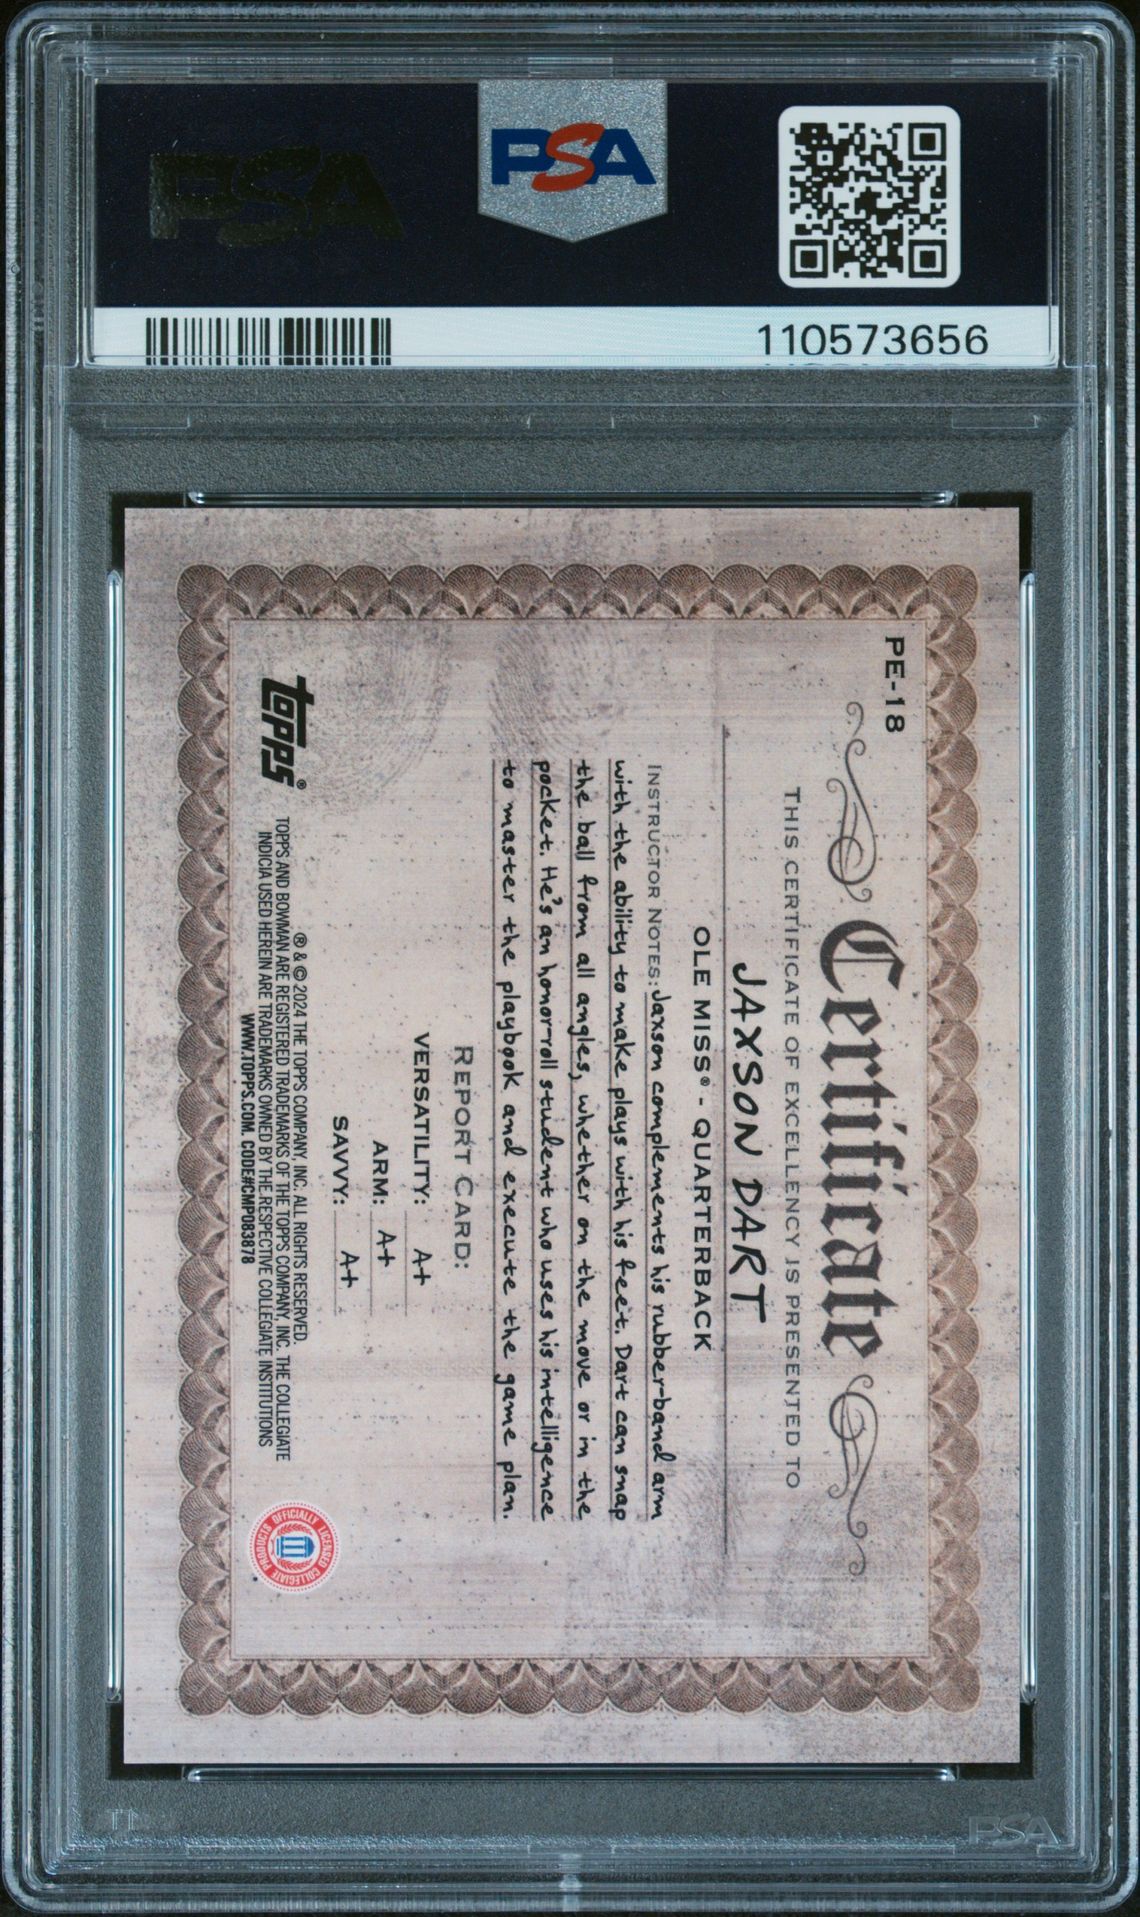 PSA
PSA
110573656
PE-18
Certificate
THIS CERTIFICATE OF EXCELLENCY IS PRESENTED TO
JAXSON DART
OLE MISS® - QUARTERBACK
INSTRUCTOR NOTES: Jaxson complements his rubber-band arm
with the ability to make plays with his feet. Dart can snap
the ball from all angles, whether on the move or in the
pocket. He's an honor-roll student who uses his intelligence
to master the playbook and execute the game plan.
REPORT CARD:
VERSATILITY: A+
ARM: A+
SAVVY: A+
topps®
® & © 2024 THE TOPPS COMPANY, INC. ALL RIGHTS RESERVED.
TOPPS AND BOWMAN ARE REGISTERED TRADEMARKS OF THE TOPPS COMPANY, INC. THE COLLEGIATE
INDICIA USED HEREIN ARE TRADEMARKS OWNED BY THE RESPECTIVE COLLEGIATE INSTITUTIONS
WWW.TOPPS.COM. CODE#CMP083878
OFFICIALLY LICENSED COLLEGIATE PRODUCTS
PSA